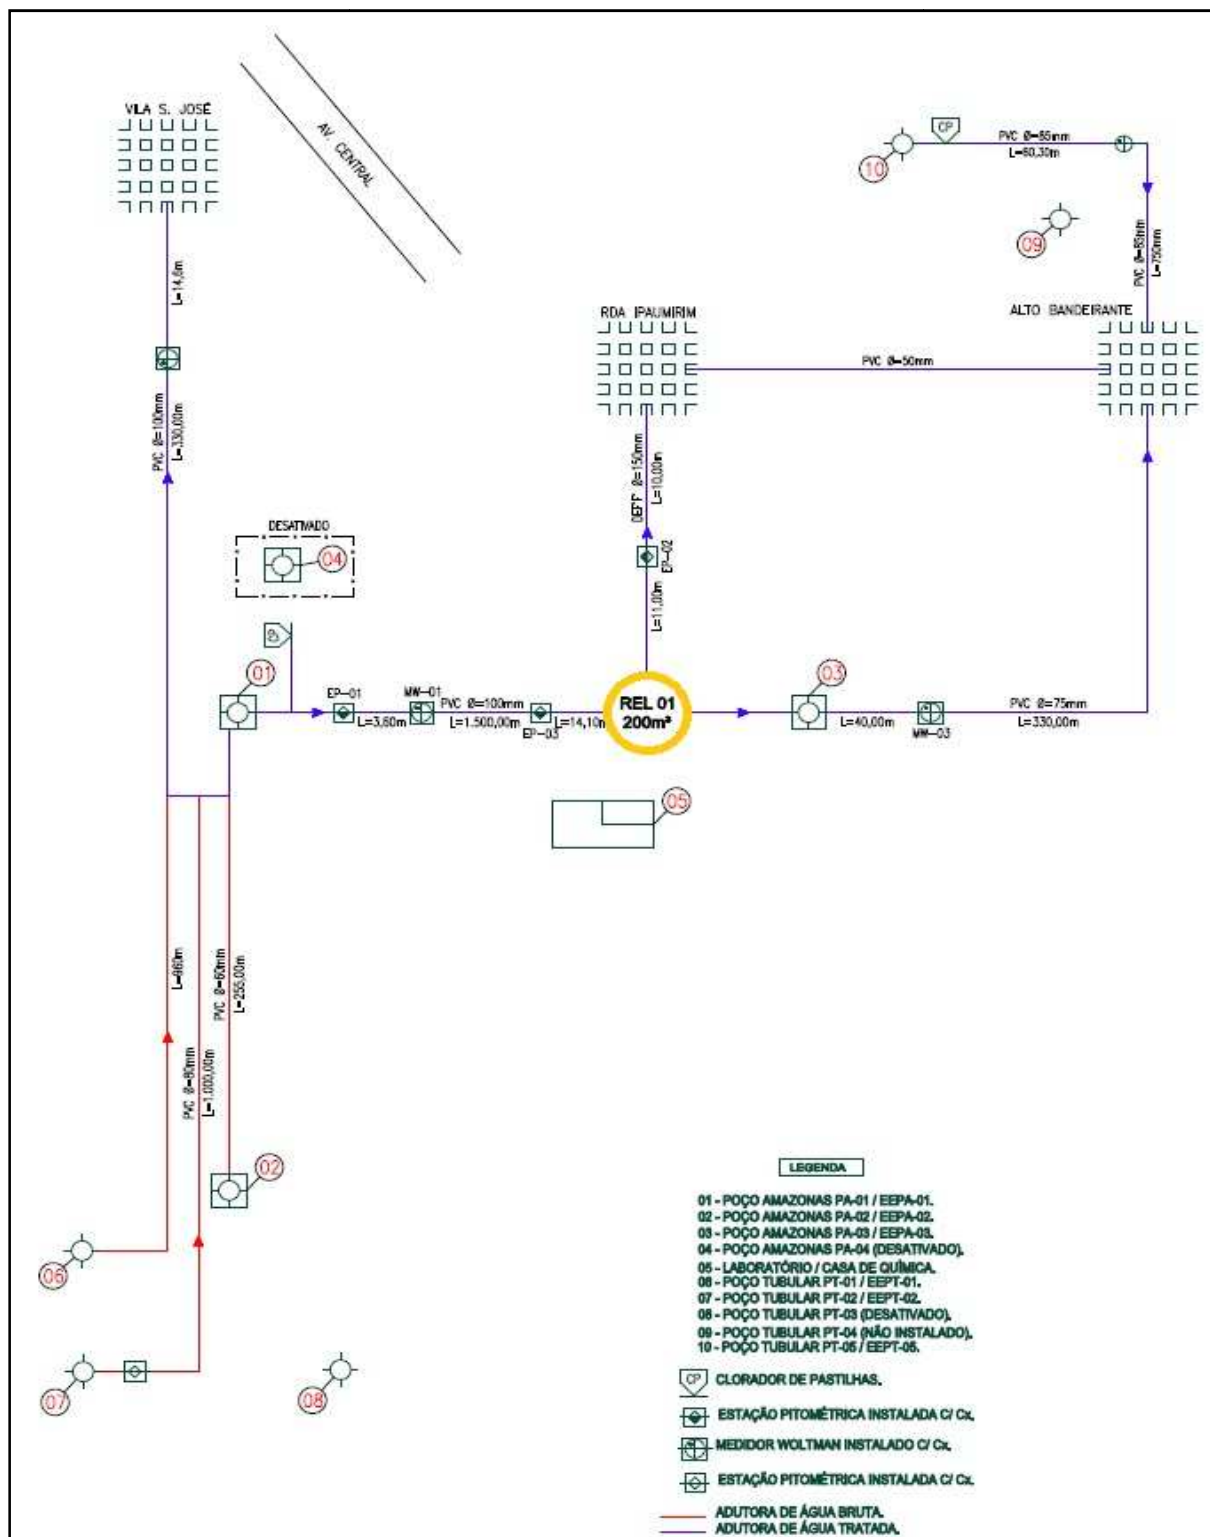 VILA S. JOSÉ
AV. CENTRAL
CP
PVC Ø=85mm
L=60,30m
10
09
PVC Ø=85mm
L=750mm
L=14,6m
RDA IPAUMIRIM
ALTO BANDEIRANTE
PVC Ø=50mm
PVC Ø=100mm
L=330,00m
DEFº Ø=150mm
L=10,00m
DESATIVADO
04
EP-02
L=11,00m
CP
01
EP-01
L=3,60m
MW-01
PVC Ø=100mm
L=1.500,00m
EP-03
L=14,10m
REL 01
200m³
03
L=40,00m
MW-03
PVC Ø=75mm
L=330,00m
05
L=960m
PVC Ø=60mm
L=255,00m
PVC Ø=80mm
L=1.000,00m
02
06
07
08
LEGENDA
01 - POÇO AMAZONAS PA-01 / EEPA-01.
02 - POÇO AMAZONAS PA-02 / EEPA-02.
03 - POÇO AMAZONAS PA-03 / EEPA-03.
04 - POÇO AMAZONAS PA-04 (DESATIVADO).
05 - LABORATÓRIO / CASA DE QUÍMICA.
06 - POÇO TUBULAR PT-01 / EEPT-01.
07 - POÇO TUBULAR PT-02 / EEPT-02.
08 - POÇO TUBULAR PT-03 (DESATIVADO).
09 - POÇO TUBULAR PT-04 (NÃO INSTALADO).
10 - POÇO TUBULAR PT-05 / EEPT-05.
CP CLORADOR DE PASTILHAS.
ESTAÇÃO PITOMÉTRICA INSTALADA C/ Cx.
MEDIDOR WOLTMAN INSTALADO C/ Cx.
ESTAÇÃO PITOMÉTRICA INSTALADA C/ Cx.
ADUTORA DE ÁGUA BRUTA.
ADUTORA DE ÁGUA TRATADA.